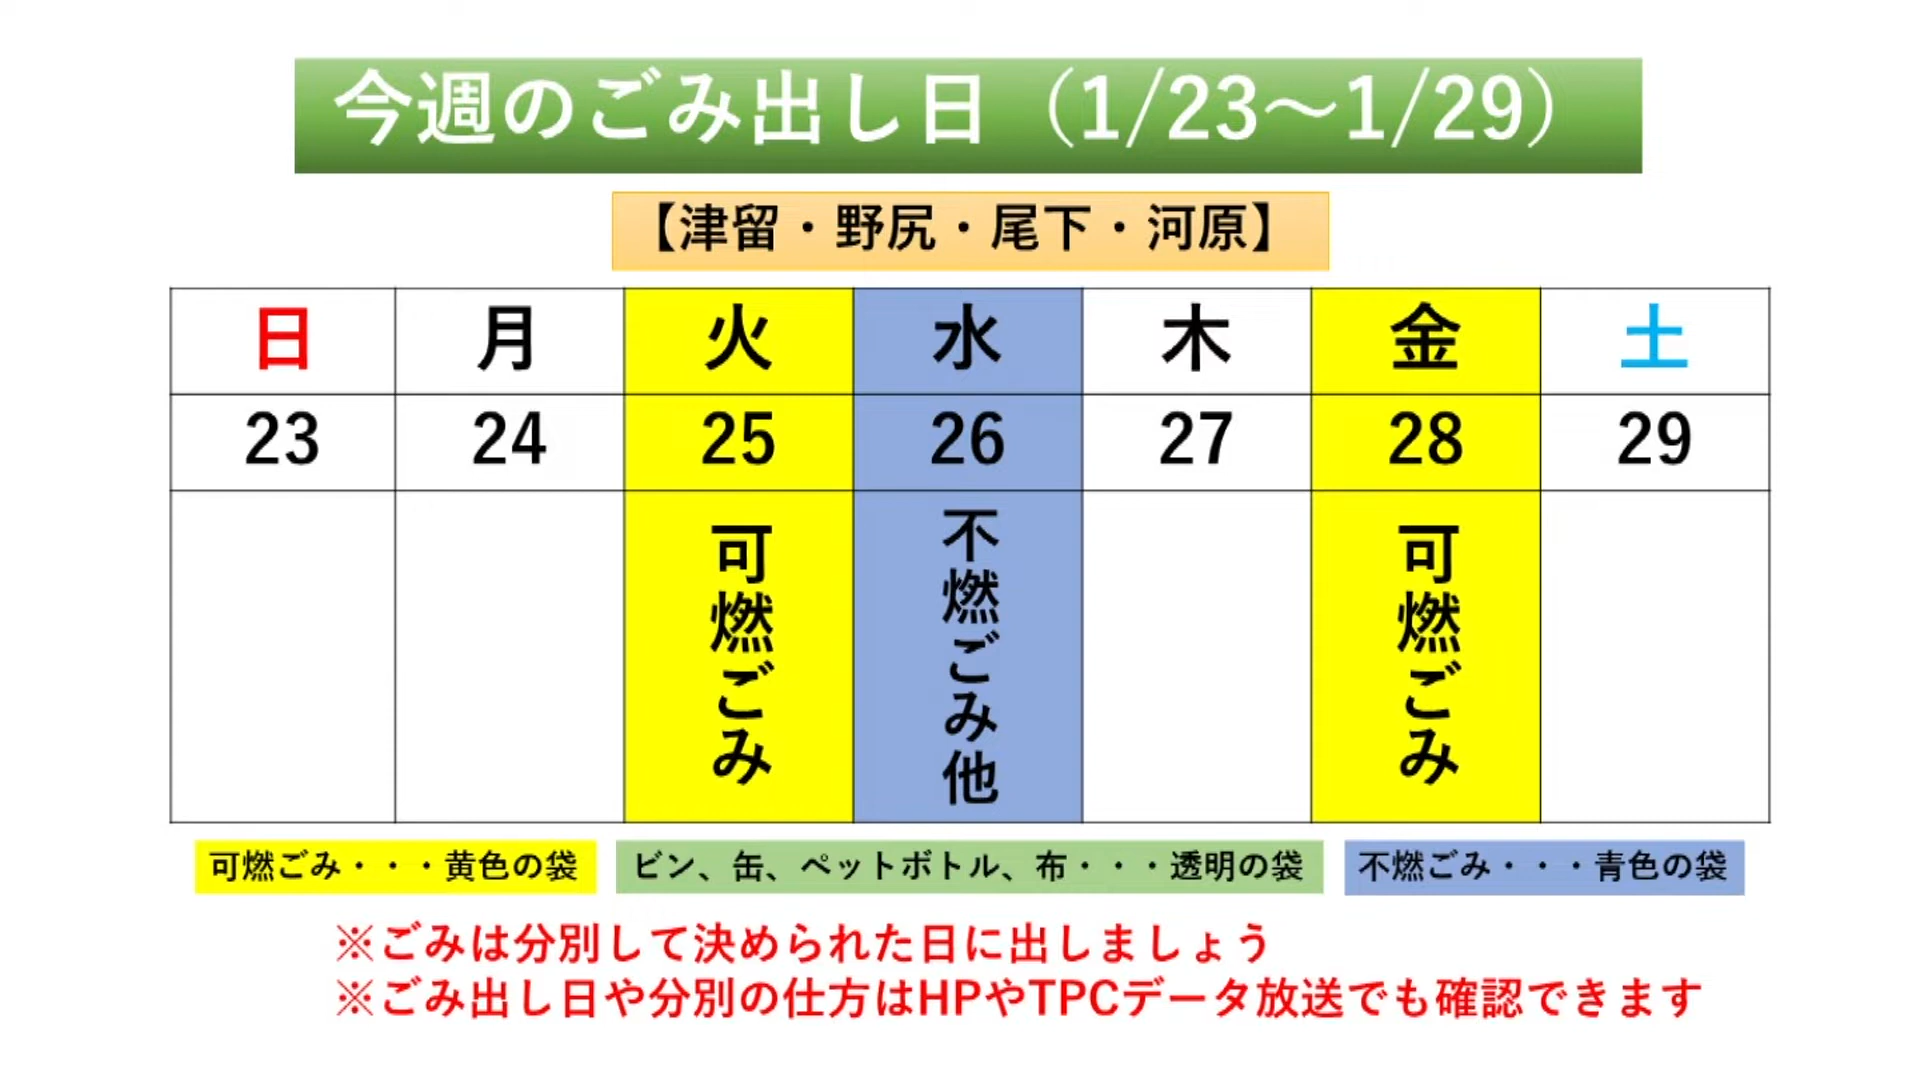 今週のごみ出し日（1/23～1/29）
【津留・野尻・尾下・河原】
日 月 火 水 木 金 土
23 24 25 26 27 28 29
可燃ごみ
不燃ごみ他
可燃ごみ
可燃ごみ・・・黄色の袋
ビン、缶、ペットボトル、布・・・透明の袋
不燃ごみ・・・青色の袋
※ごみは分別して決められた日に出しましょう
※ごみ出し日や分別の仕方はHPやTPCデータ放送でも確認できます